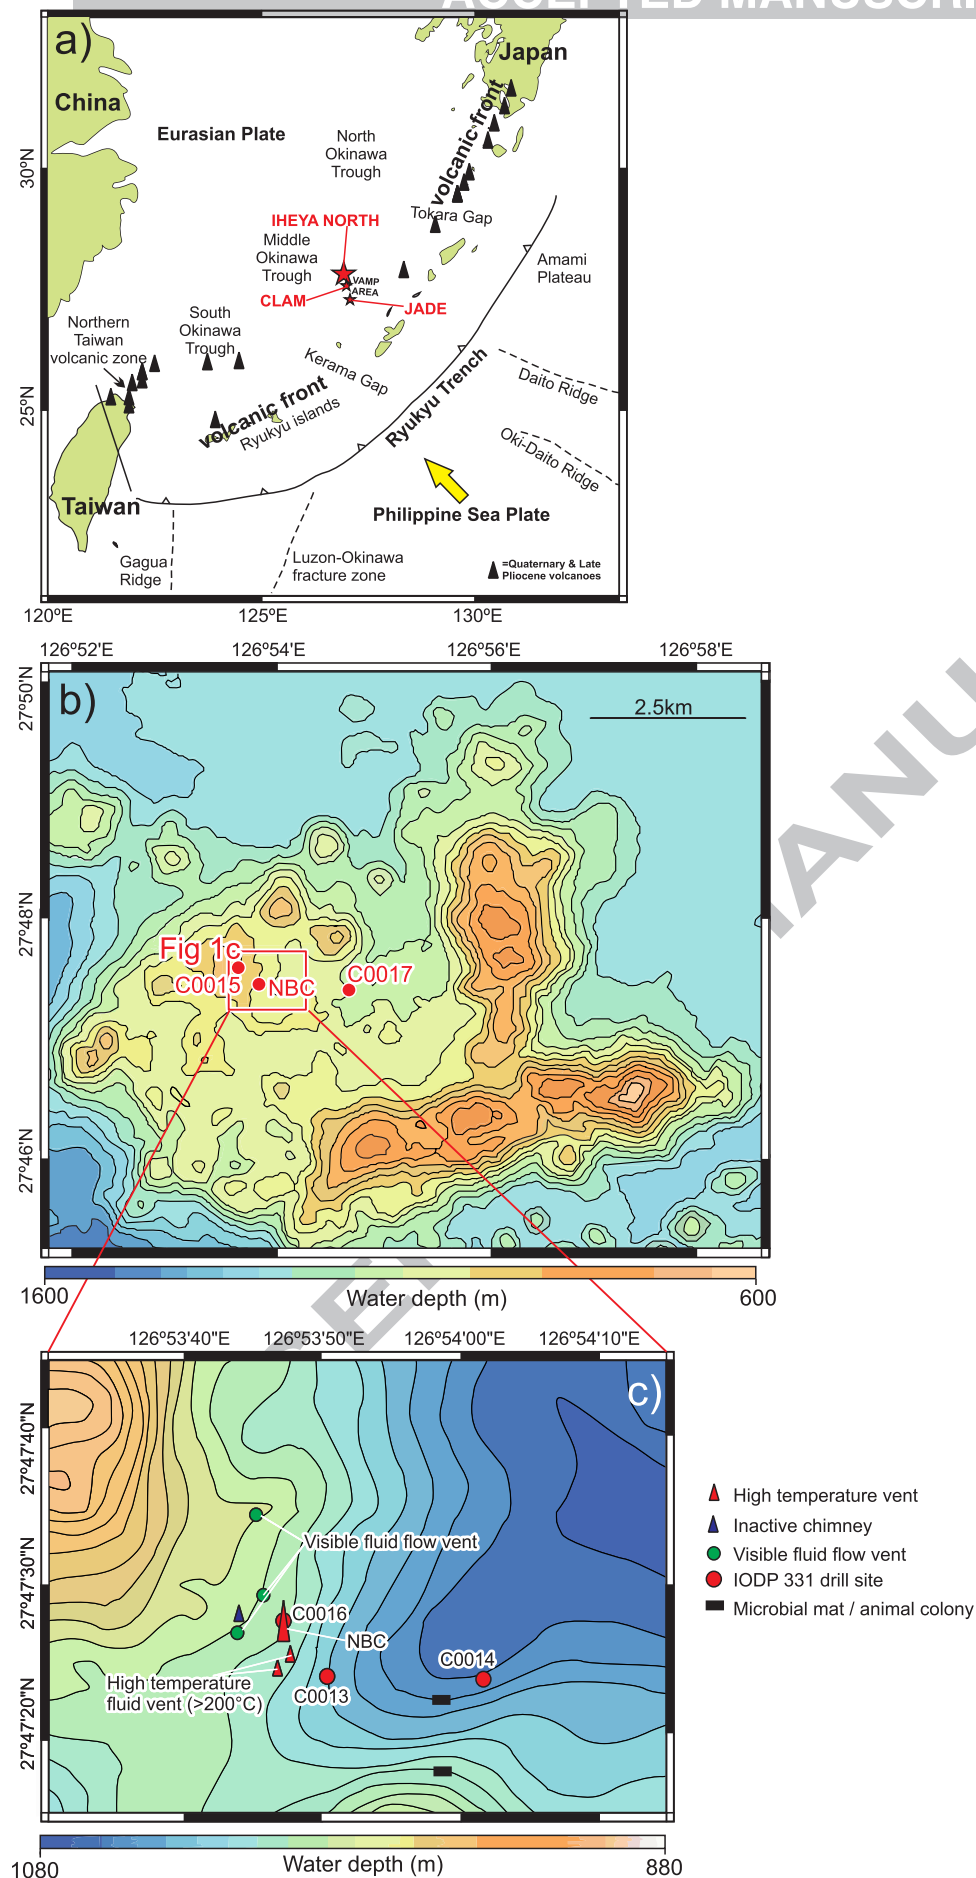 ACCEPTED MANUSCRI
a)
Japan
China
volcanic front
Eurasian Plate
North
Okinawa
Trough
30ºN
Tokara Gap
IHEYA NORTH
Middle
Okinawa
Trough
Amami
Plateau
VAMP
AREA
CLAM
JADE
South
Okinawa
Trough
Northern
Taiwan
volcanic zone
Kerama Gap
Daito Ridge
25ºN
volcanic front
Ryukyu islands
Ryukyu Trench
Oki-Daito Ridge
Taiwan
Philippine Sea Plate
Gagua
Ridge
Luzon-Okinawa
fracture zone
=Quaternary & Late
Pliocene volcanoes
120ºE
125ºE
130ºE
126º52'E
126º54'E
126º56'E
126º58'E
27º50'N
b)
2.5km
MANU
27º48'N
Fig 1c
C0015
NBC
C0017
27º46'N
CE
1600
Water depth (m)
600
126º53'40"E
126º53'50"E
126º54'00"E
126º54'10"E
c)
27º47'40"N
High temperature vent
Inactive chimney
Visible fluid flow vent
IODP 331 drill site
Microbial mat / animal colony
Visible fluid flow vent
27º47'30"N
C0016
NBC
C0014
High temperature
fluid vent (>200°C)
C0013
27º47'20"N
1080
Water depth (m)
880